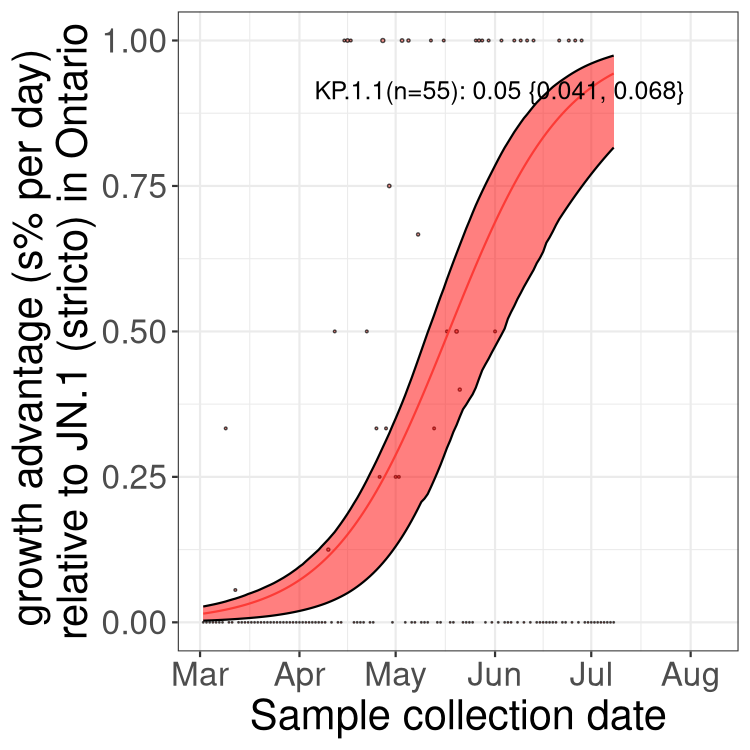 growth advantage (s% per day)
relative to JN.1 (stricto) in Ontario
1.00
0.75
0.50
0.25
0.00
KP.1.1(n=55): 0.05 {0.041, 0.068}
Mar Apr May Jun Jul Aug
Sample collection date